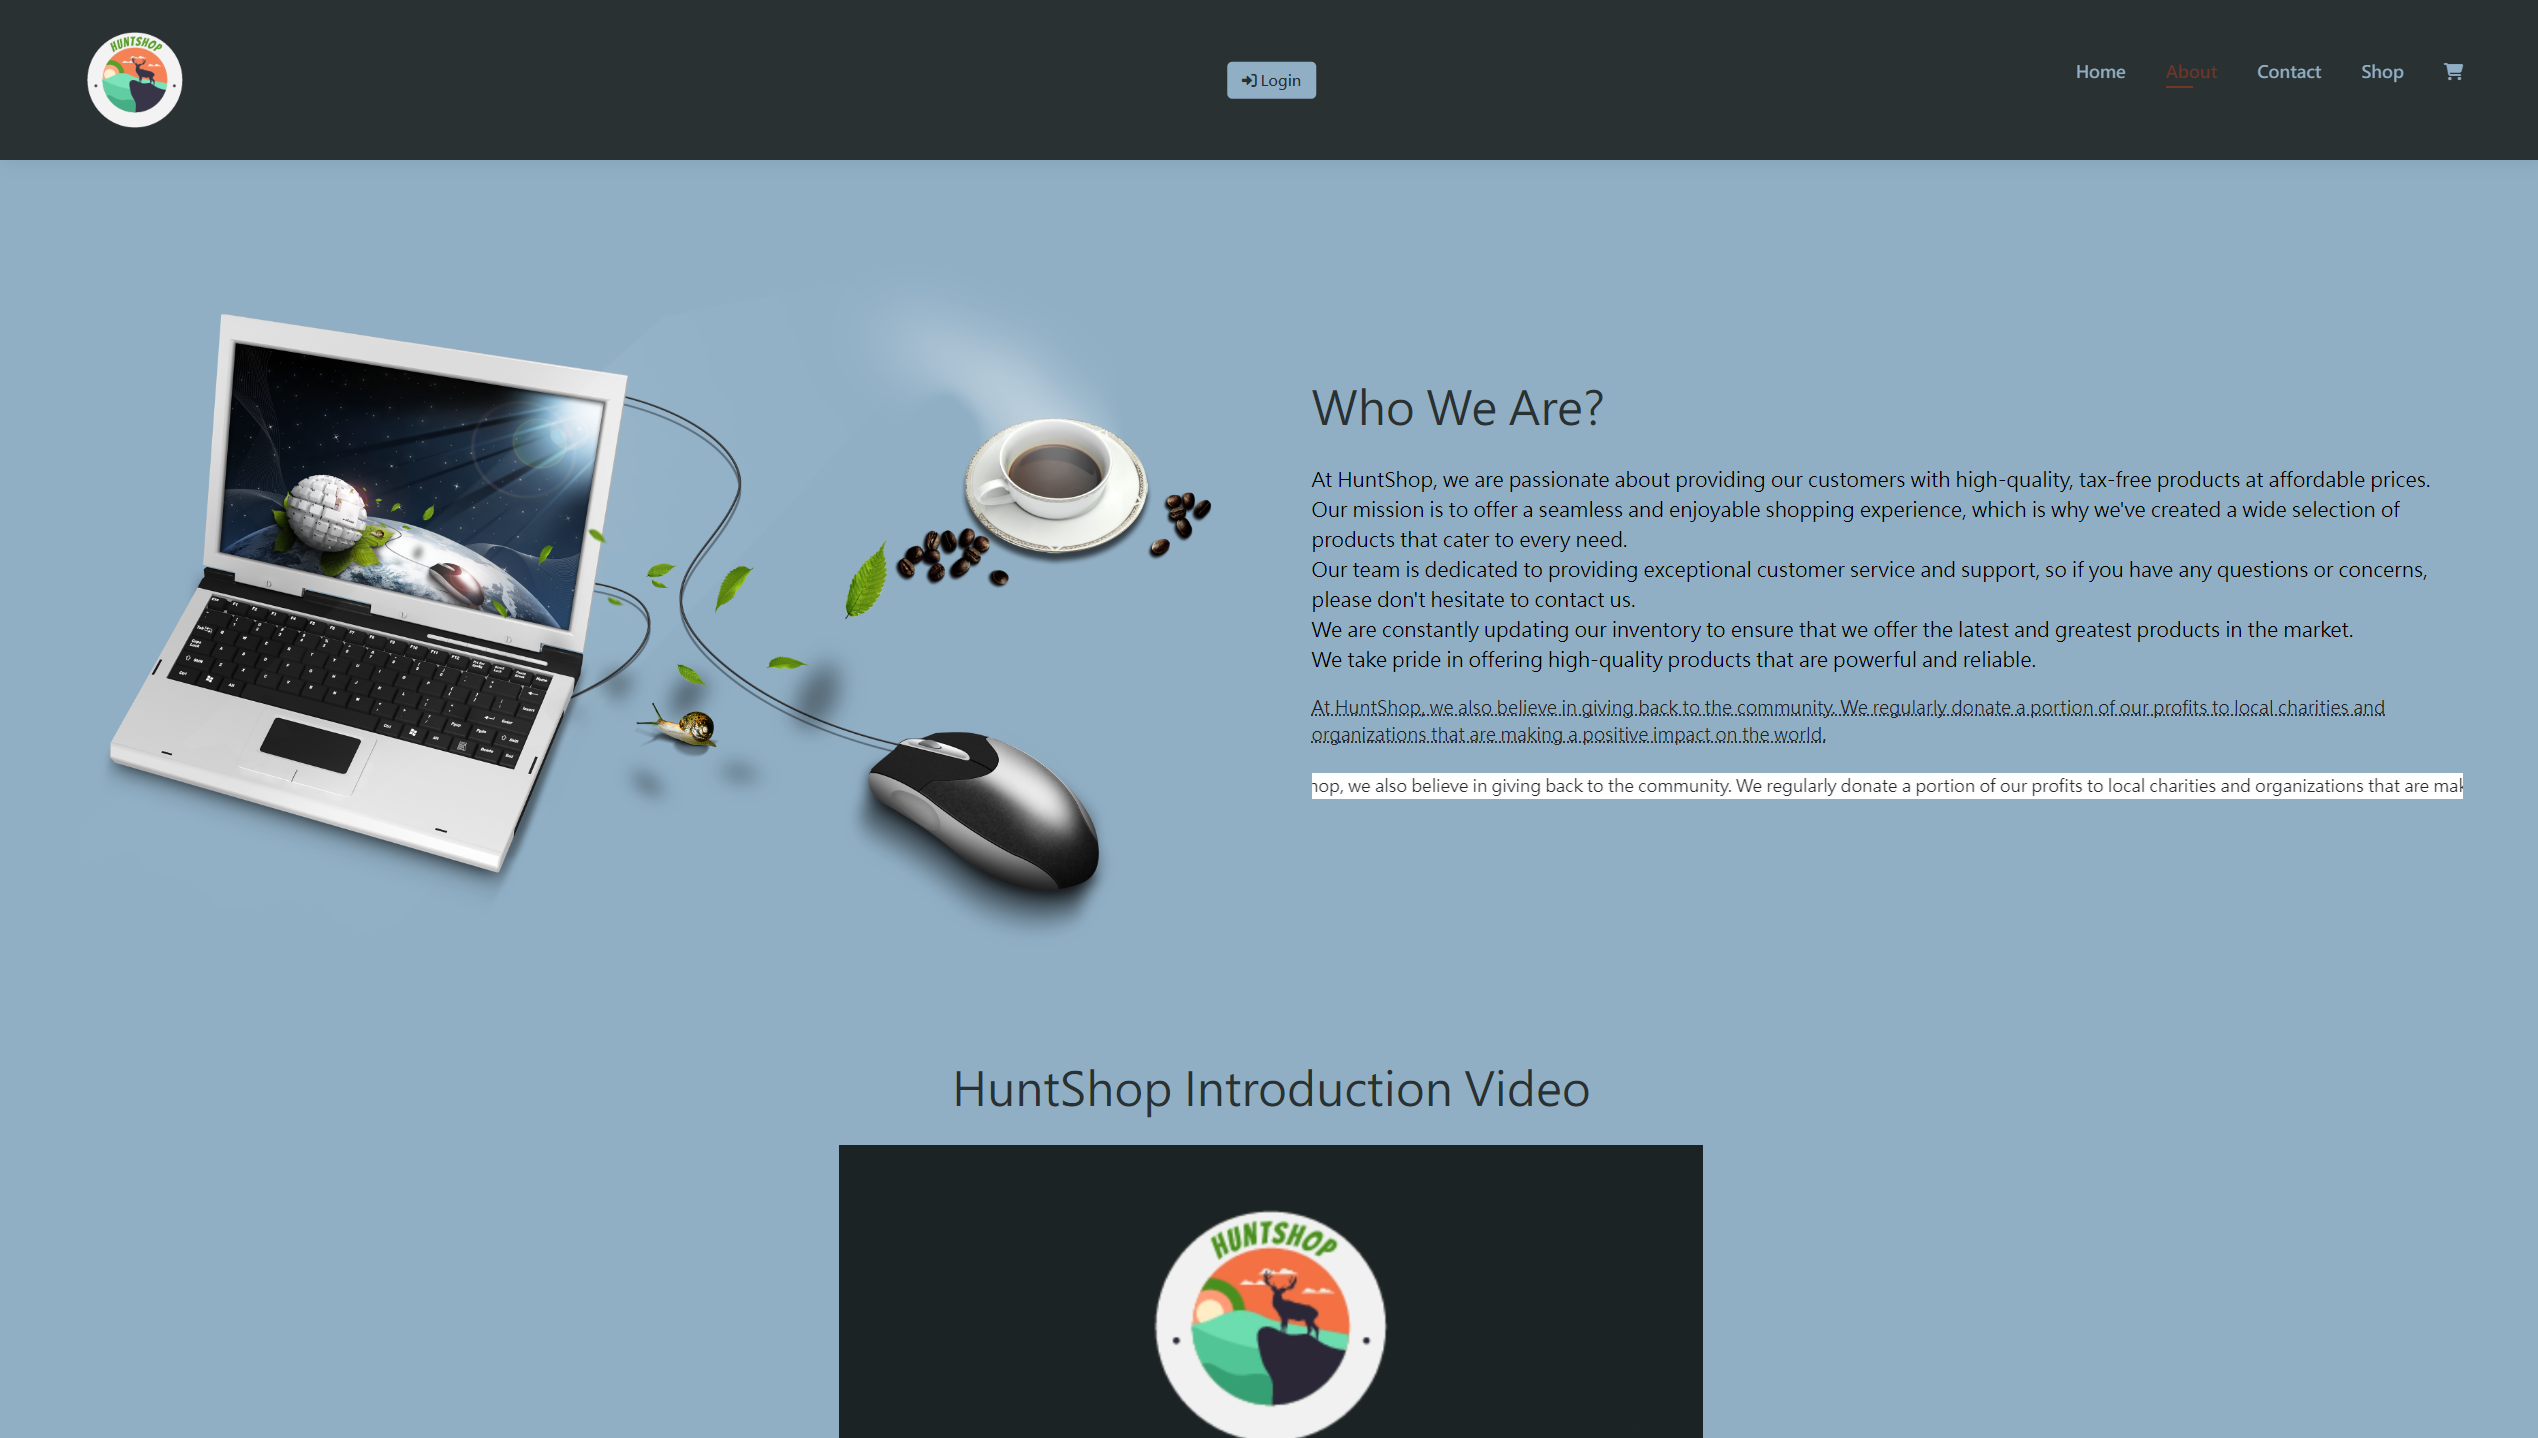 HUNTSHOP
Login
Home About Contact Shop
Who We Are?
At HuntShop, we are passionate about providing our customers with high-quality, tax-free products at affordable prices.
Our mission is to offer a seamless and enjoyable shopping experience, which is why we've created a wide selection of
products that cater to every need.
Our team is dedicated to providing exceptional customer service and support, so if you have any questions or concerns,
please don't hesitate to contact us.
We are constantly updating our inventory to ensure that we offer the latest and greatest products in the market.
We take pride in offering high-quality products that are powerful and reliable.
At HuntShop, we also believe in giving back to the community. We regularly donate a portion of our profits to local charities and
organizations that are making a positive impact on the world.
hop, we also believe in giving back to the community. We regularly donate a portion of our profits to local charities and organizations that are mak
HuntShop Introduction Video
HUNTSHOP